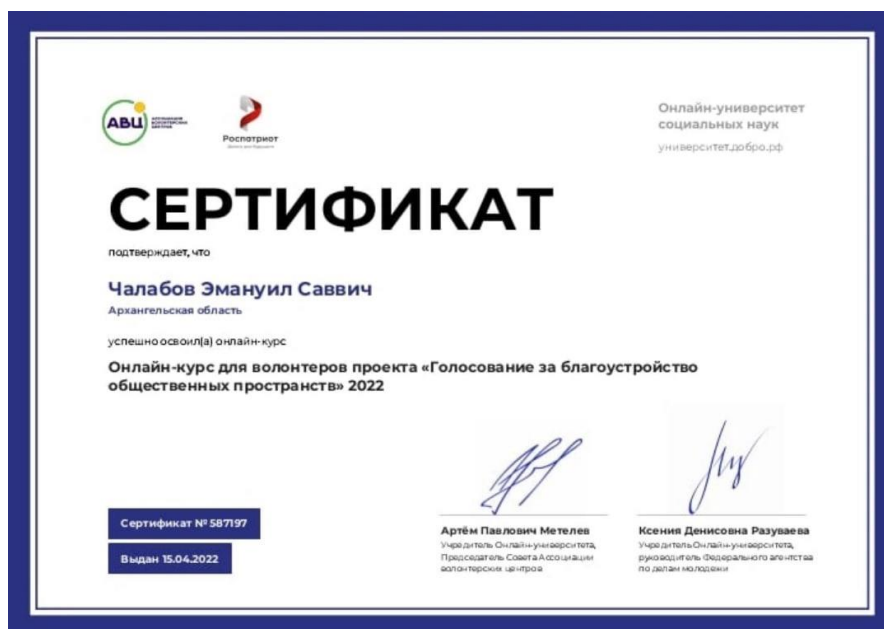 АВЦ
АССОЦИАЦИЯ
ВОЛОНТЕРСКИХ
ЦЕНТРОВ
Роспатриот
Онлайн-университет
социальных наук
университет.добро.рф
СЕРТИФИКАТ
подтверждает, что
Чалабов Эмануил Саввич
Архангельская область
успешно освоил(а) онлайн-курс
Онлайн-курс для волонтеров проекта «Голосование за благоустройство
общественных пространств» 2022
Сертификат № 587197
Выдан 15.04.2022
Артём Павлович Метелев
Учредитель Онлайн-университета,
Председатель Совета Ассоциации
волонтерских центров
Ксения Денисовна Разуваева
Учредитель Онлайн-университета,
руководитель Федерального агентства
по делам молодежи